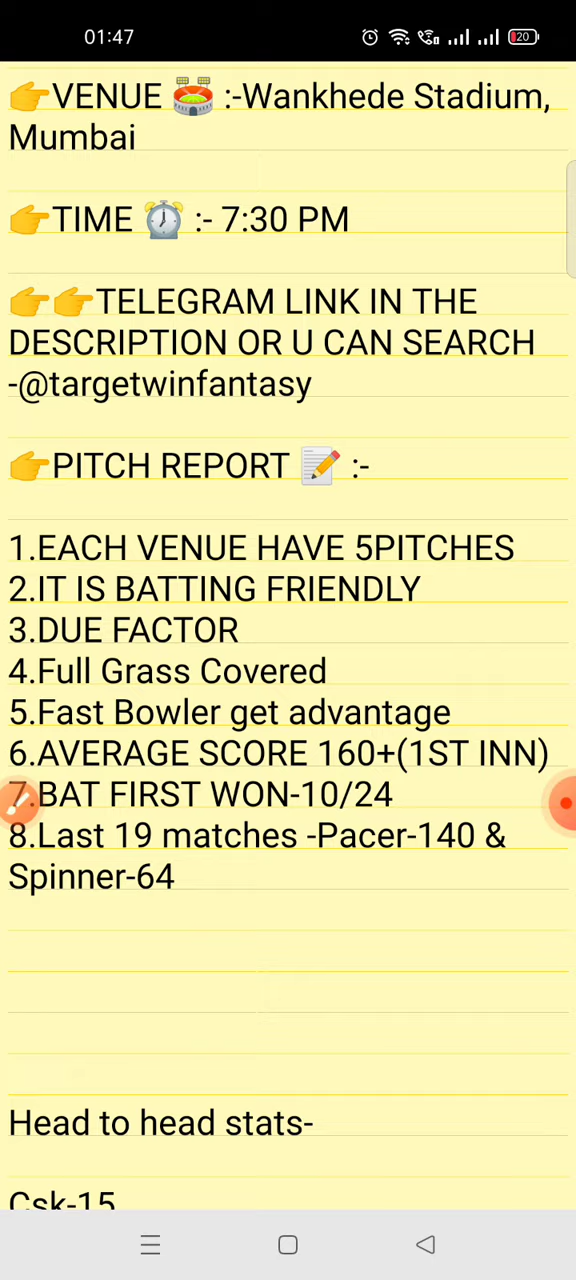 01:47
20
👉VENUE 🏟 :-Wankhede Stadium,
Mumbai
👉TIME ⏰ :- 7:30 PM
👉👉TELEGRAM LINK IN THE
DESCRIPTION OR U CAN SEARCH
-@targetwinfantasy
👉PITCH REPORT 📝 :-
1.EACH VENUE HAVE 5PITCHES
2.IT IS BATTING FRIENDLY
3.DUE FACTOR
4.Full Grass Covered
5.Fast Bowler get advantage
6.AVERAGE SCORE 160+(1ST INN)
7.BAT FIRST WON-10/24
8.Last 19 matches -Pacer-140 &
Spinner-64
Head to head stats-
Csk-15